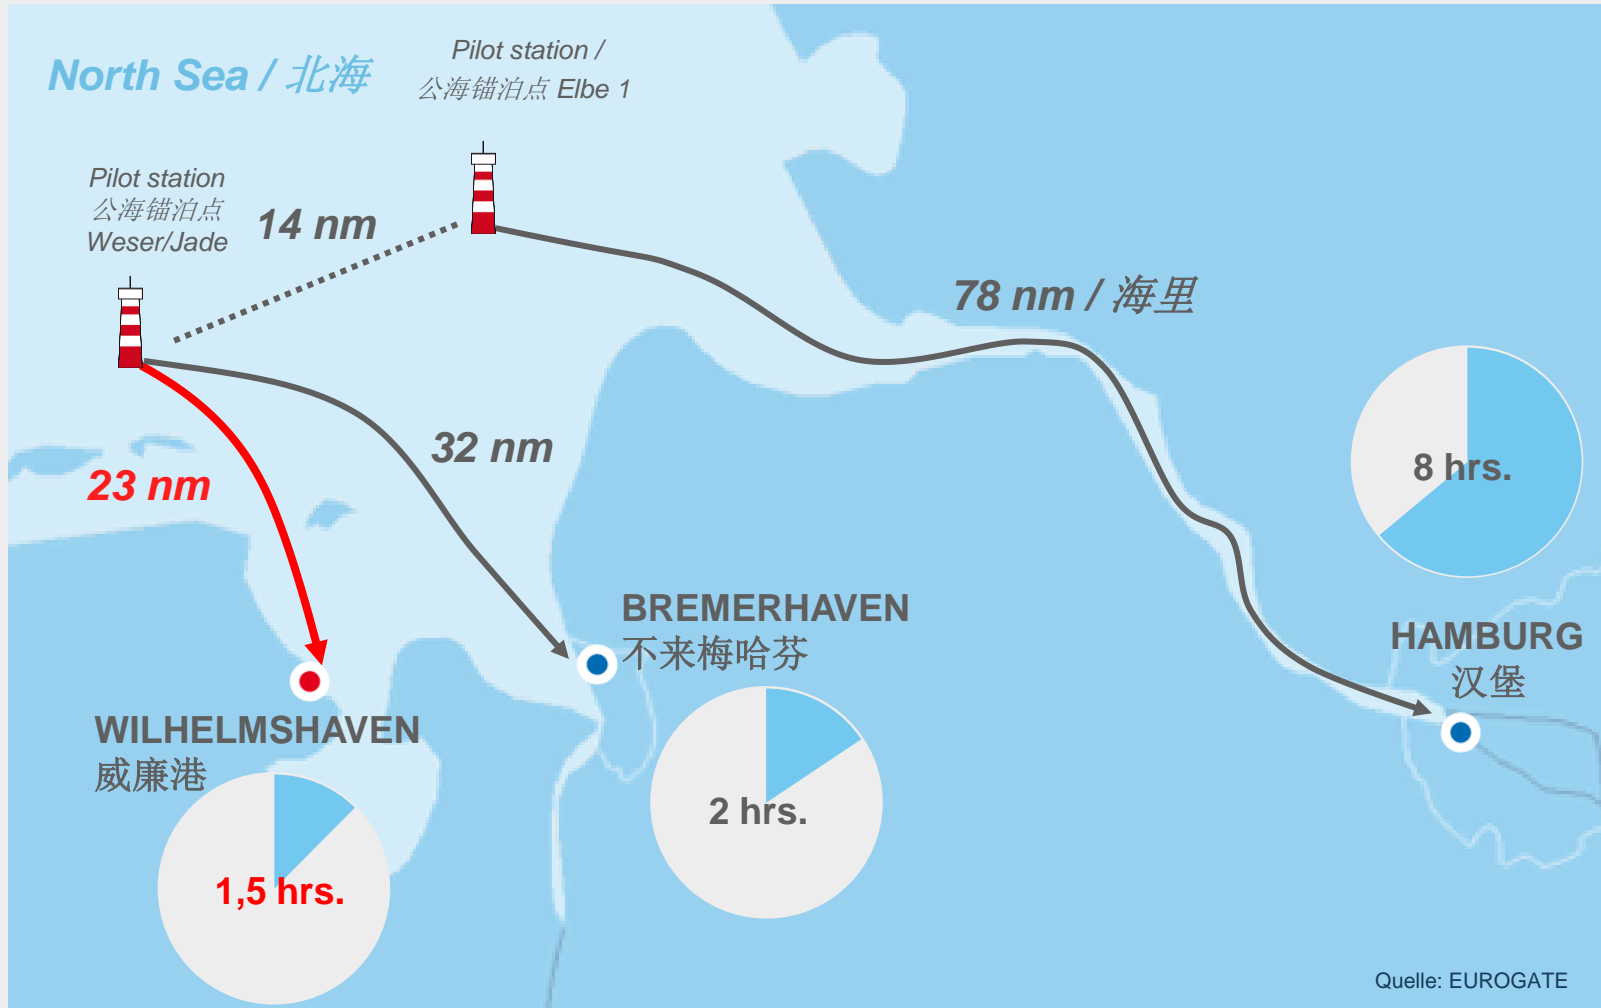 North Sea / 北海
Pilot station /
公海锚泊点 Elbe 1
Pilot station
公海锚泊点
Weser/Jade
14 nm
78 nm / 海里
32 nm
23 nm
8 hrs.
BREMERHAVEN
不来梅哈芬
HAMBURG
汉堡
WILHELMSHAVEN
威廉港
2 hrs.
1,5 hrs.
Quelle: EUROGATE